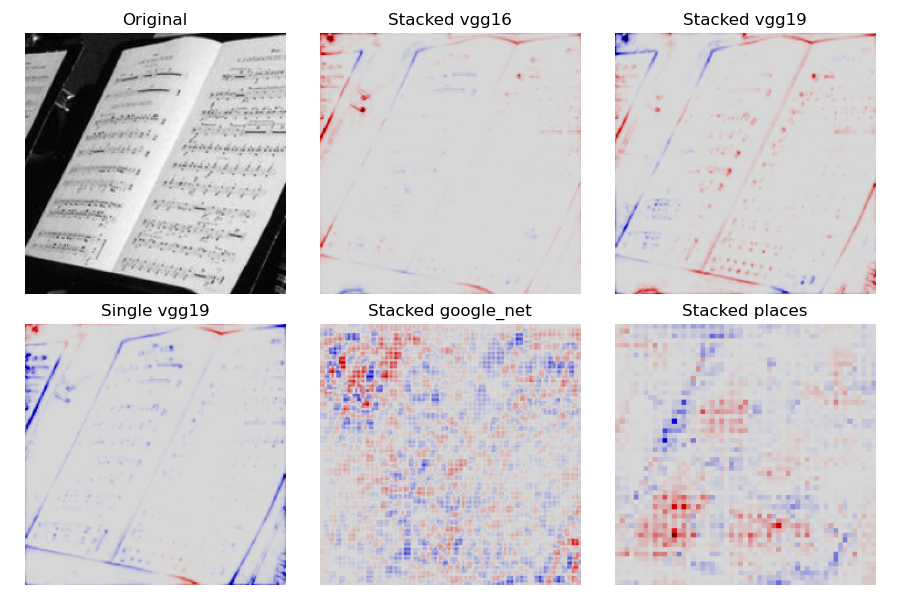 Original
Stacked vgg16
Stacked vgg19
Single vgg19
Stacked google_net
Stacked places